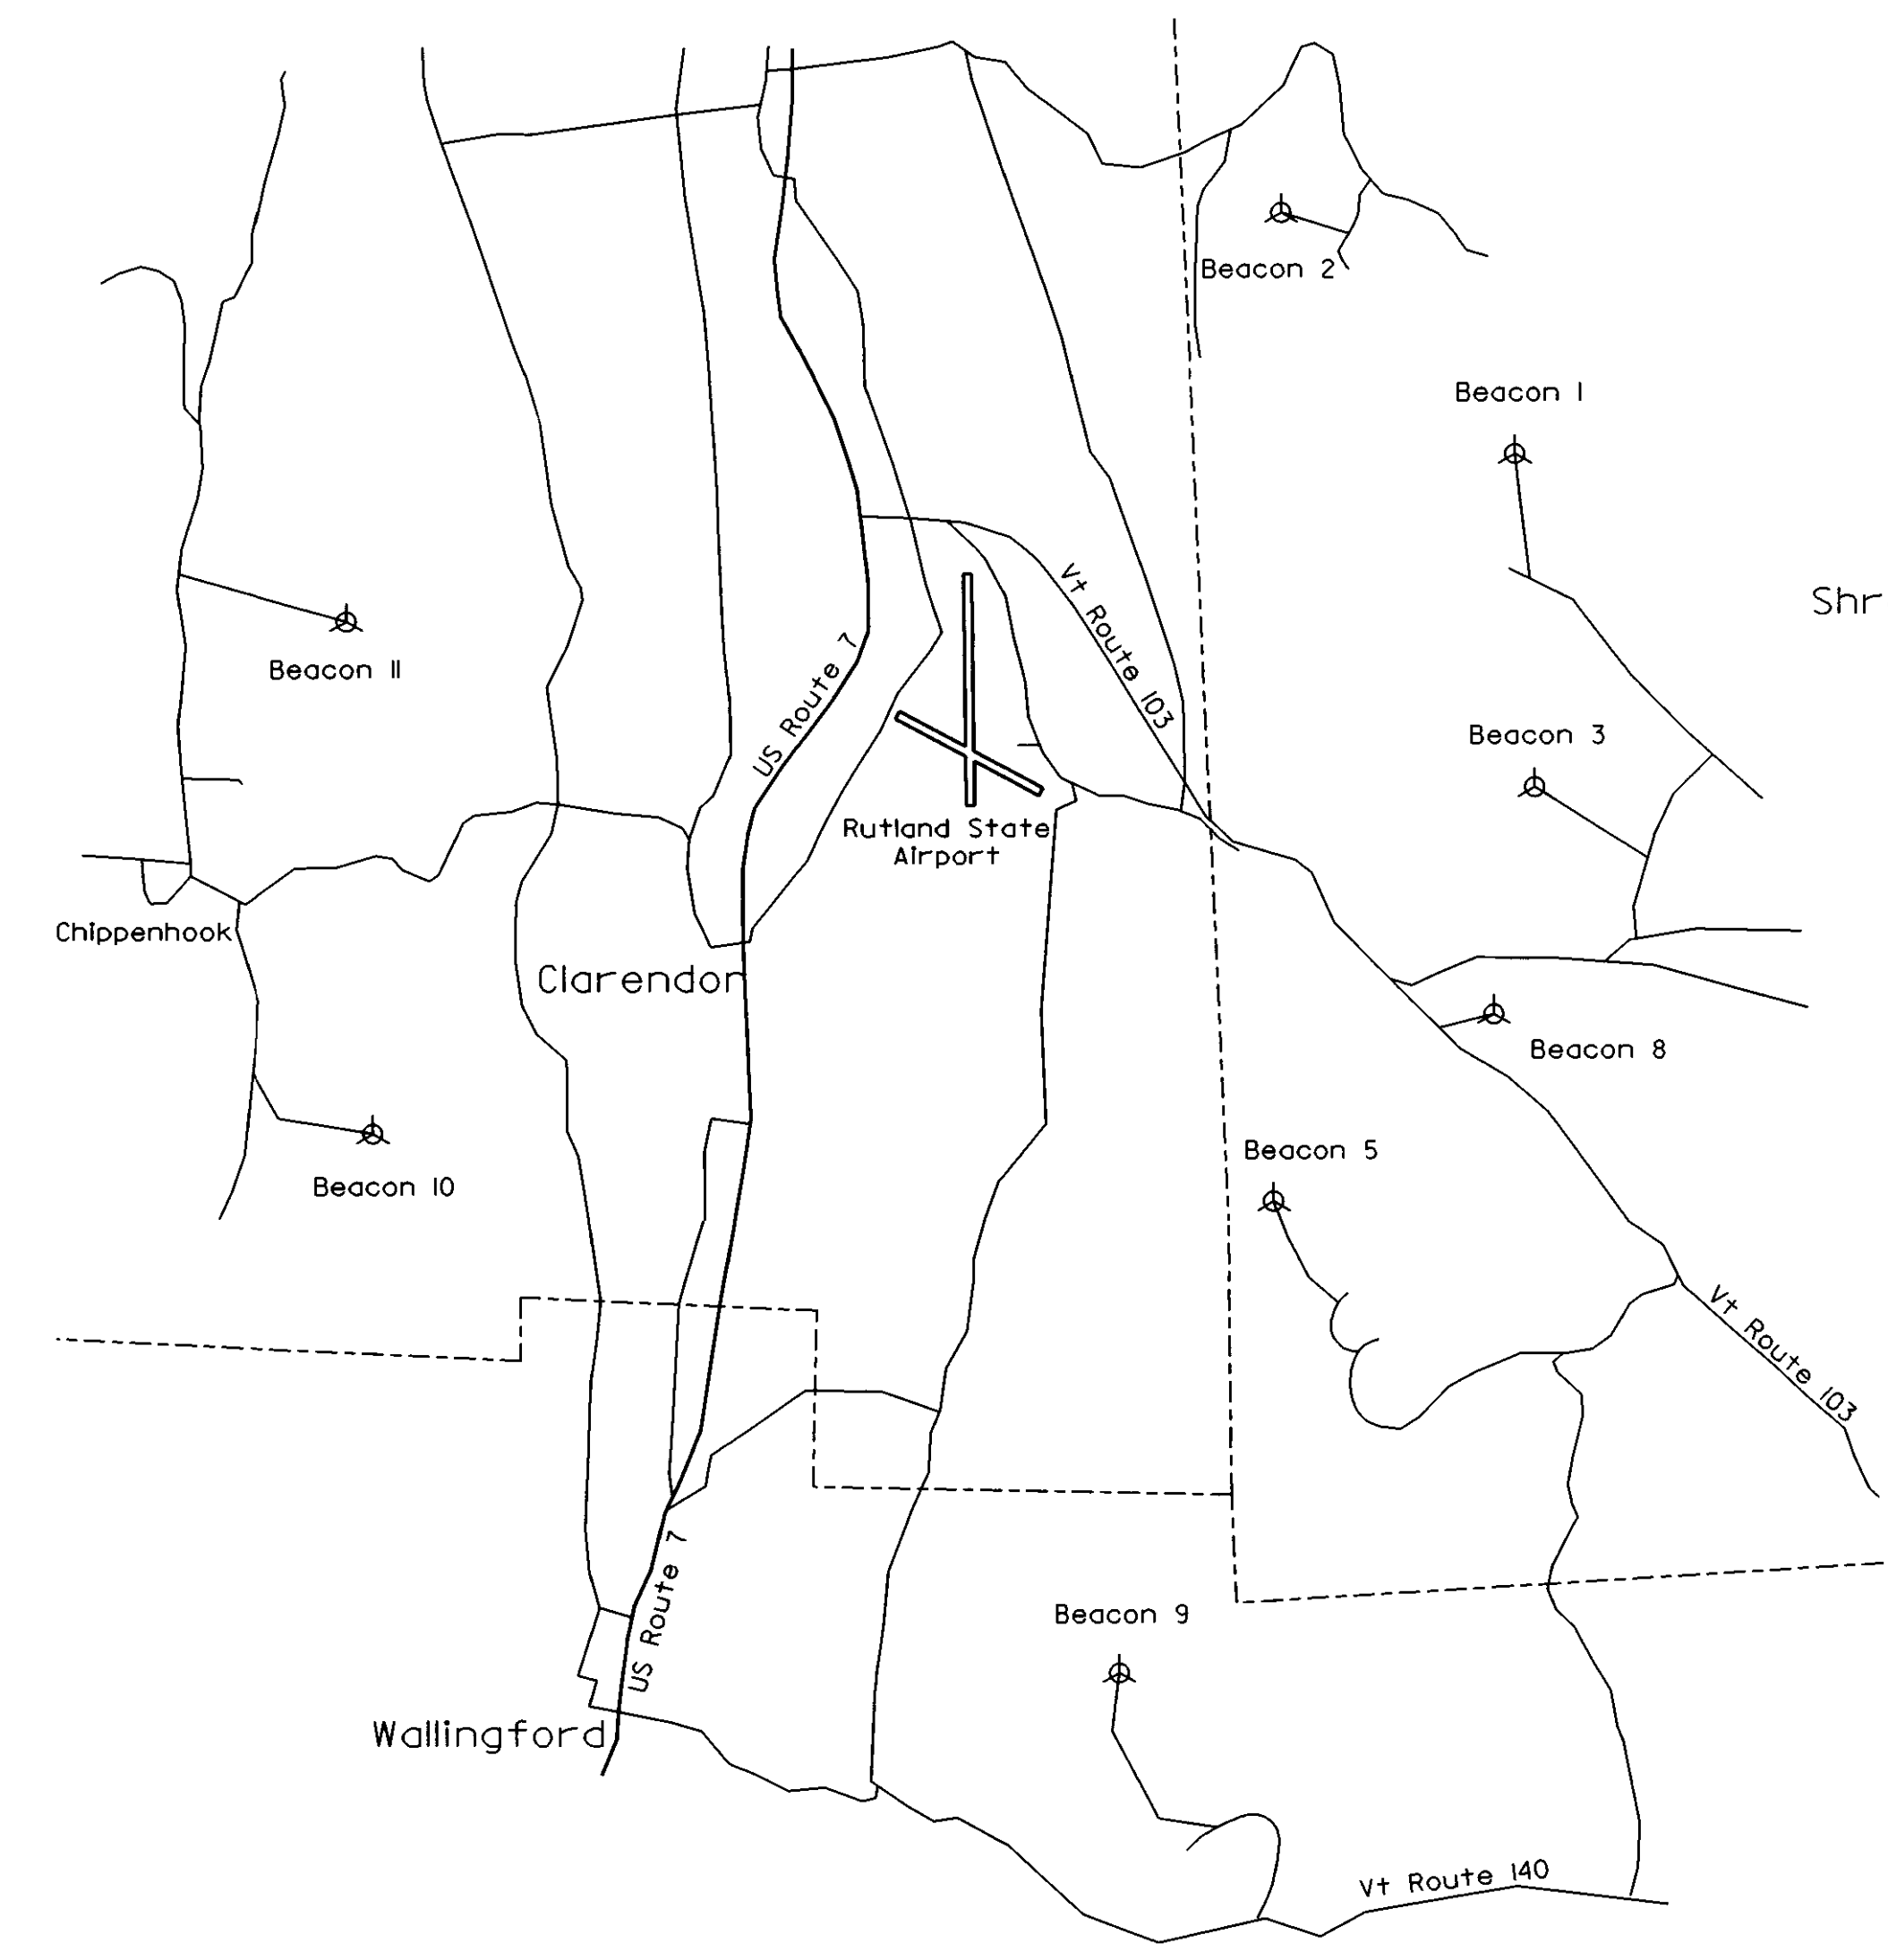 Beacon 2
Beacon 1
Vt Route 103
Shr
Beacon 11
US Route 7
Beacon 3
Rutland State
Airport
Chippenhook
Clarendon
Beacon 8
Beacon 5
Beacon 10
Vt Route 103
US Route 7
Beacon 9
Wallingford
Vt Route 140